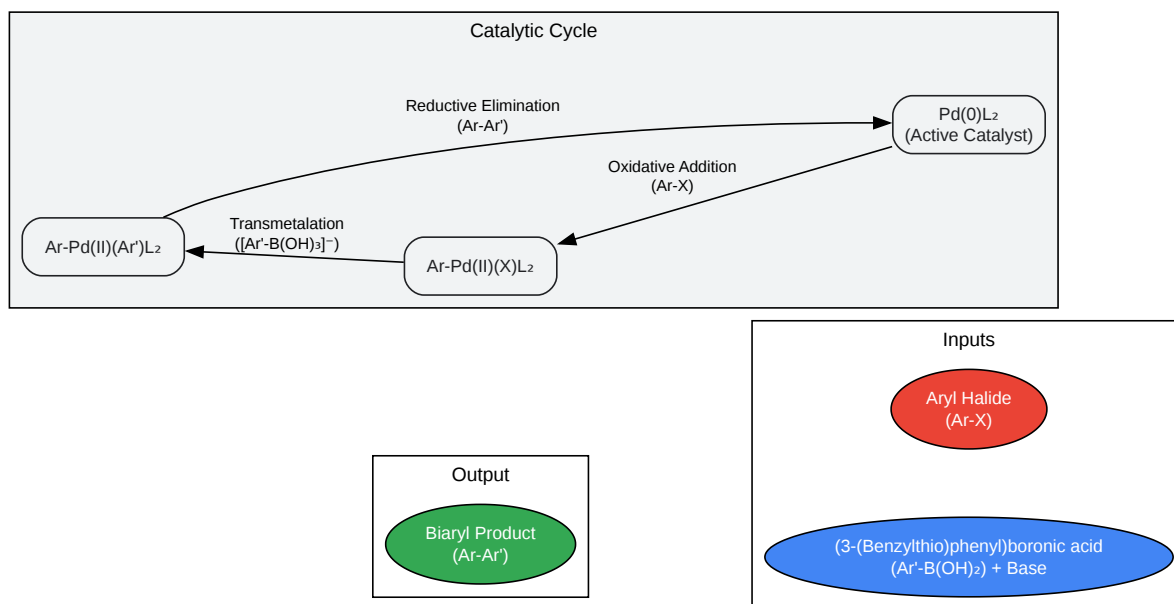 Catalytic Cycle
Reductive Elimination
(Ar-Ar')
Pd(0)L₂
(Active Catalyst)
Oxidative Addition
(Ar-X)
Transmetalation
([Ar'-B(OH)₃]⁻)
Ar-Pd(II)(Ar')L₂
Ar-Pd(II)(X)L₂
Inputs
Aryl Halide
(Ar-X)
Output
Biaryl Product
(Ar-Ar')
(3-(Benzylthio)phenyl)boronic acid
(Ar'-B(OH)₂) + Base